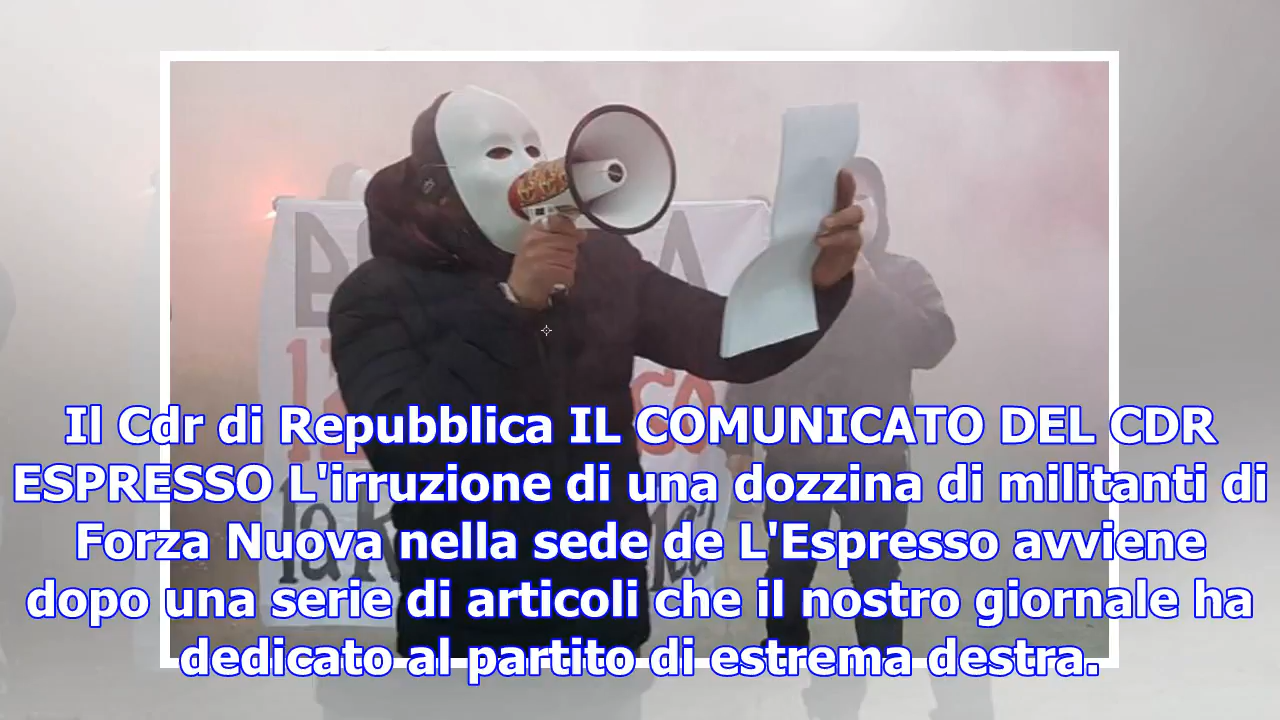 Il Cdr di Repubblica IL COMUNICATO DEL CDR
ESPRESSO L'irruzione di una dozzina di militanti di
Forza Nuova nella sede de L'Espresso avviene
dopo una serie di articoli che il nostro giornale ha
dedicato al partito di estrema destra.